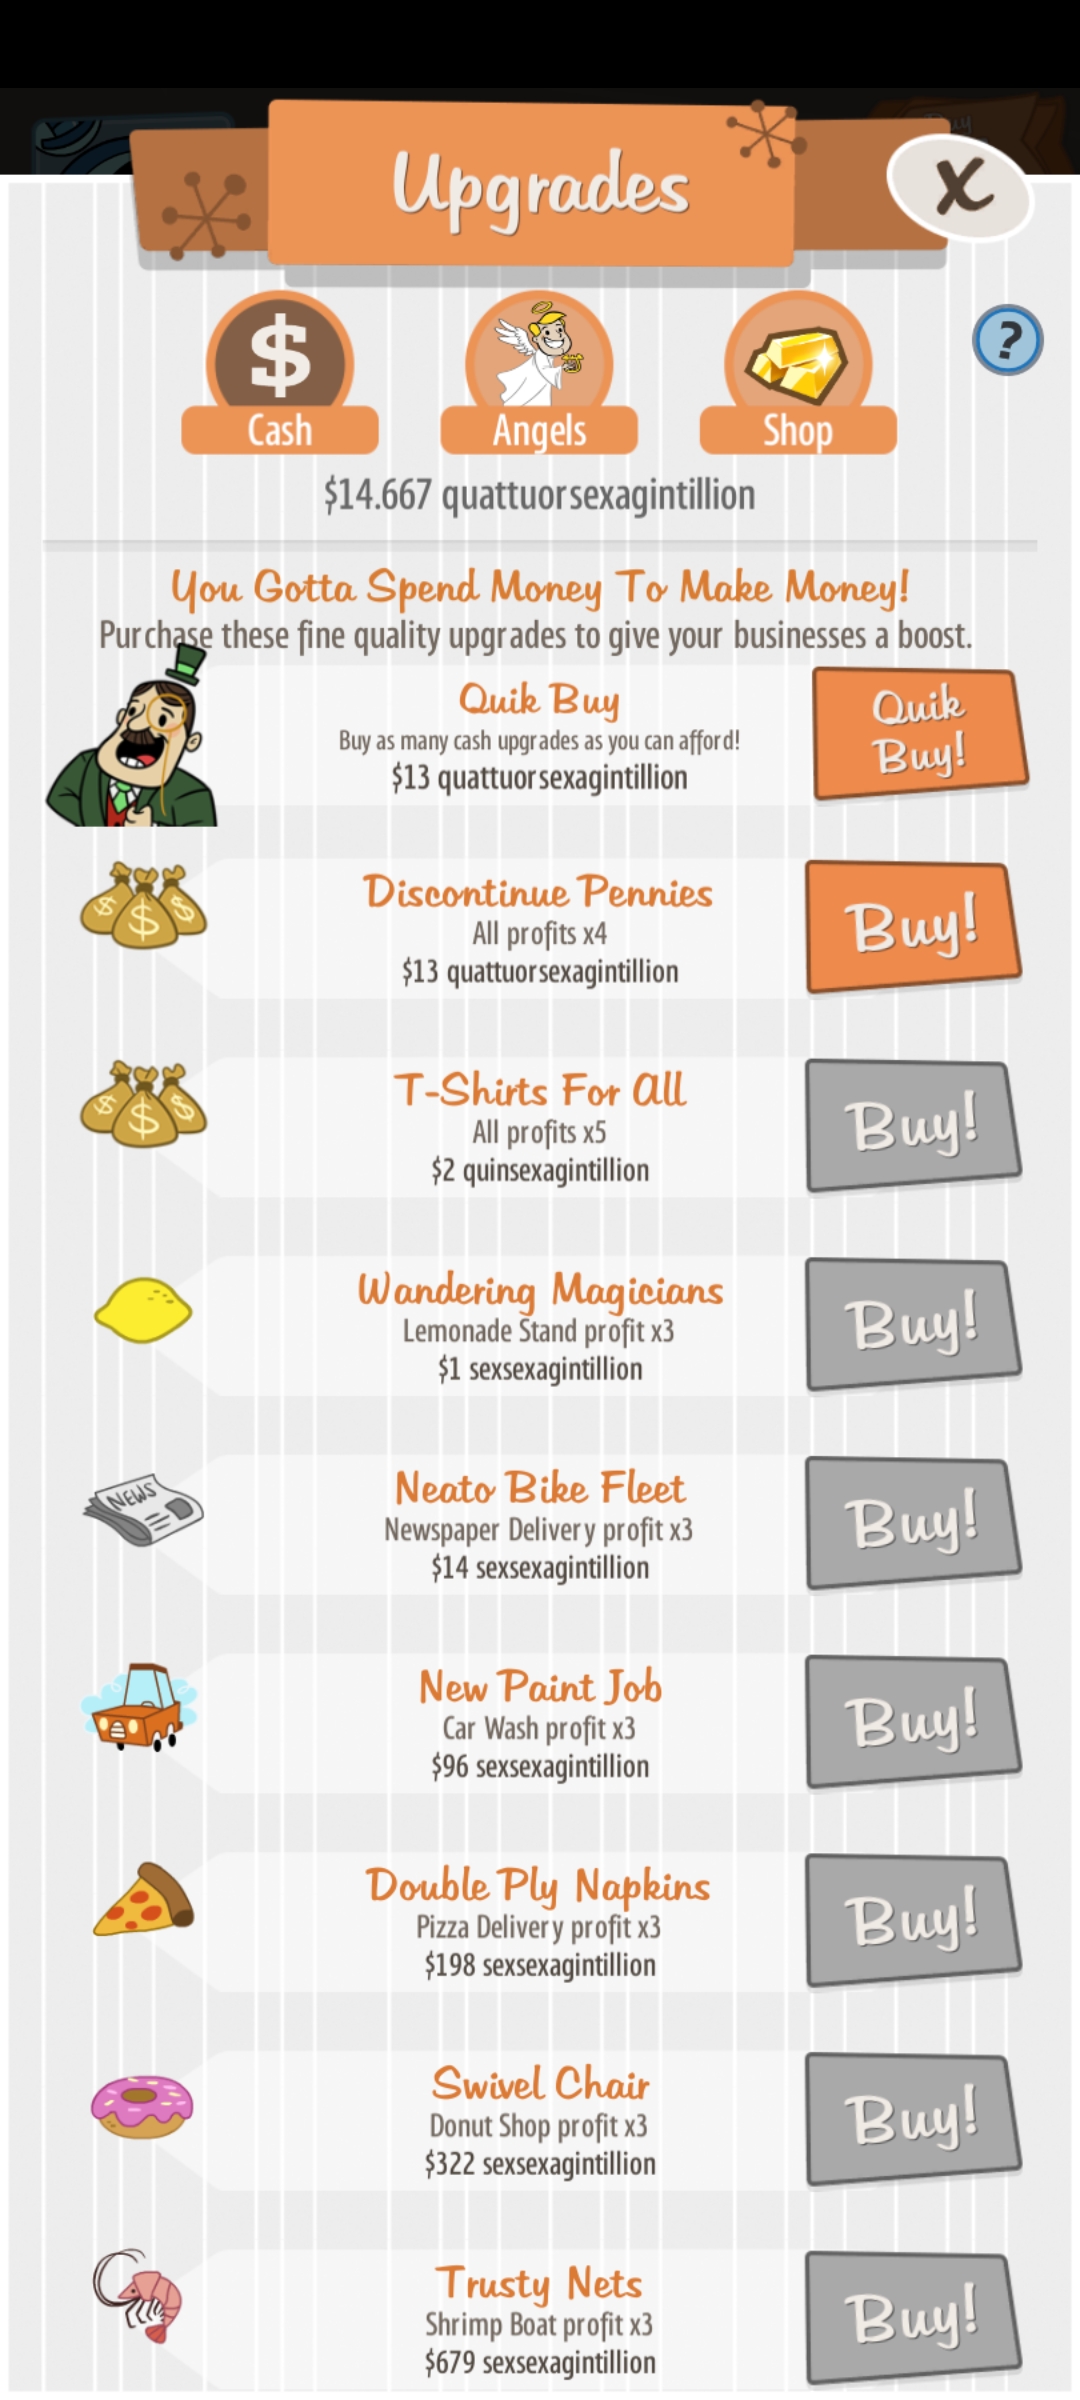 Upgrades
X
$
Cash
Angels
Shop
?
$14.667 quattuorsexagintillion
You Gotta Spend Money To Make Money!
Purchase these fine quality upgrades to give your businesses a boost.
Quik Buy
Buy as many cash upgrades as you can afford!
$13 quattuorsexagintillion
Quik
Buy!
Discontinue Pennies
All profits x4
$13 quattuorsexagintillion
Buy!
$ $ $
T-Shirts For All
All profits x5
$2 quinsexagintillion
Buy!
$ $ $
Wandering Magicians
Lemonade Stand profit x3
$1 sexsexagintillion
Buy!
NEWS
Neato Bike Fleet
Newspaper Delivery profit x3
$14 sexsexagintillion
Buy!
New Paint Job
Car Wash profit x3
$96 sexsexagintillion
Buy!
Double Ply Napkins
Pizza Delivery profit x3
$198 sexsexagintillion
Buy!
Swivel Chair
Donut Shop profit x3
$322 sexsexagintillion
Buy!
Trusty Nets
Shrimp Boat profit x3
$679 sexsexagintillion
Buy!